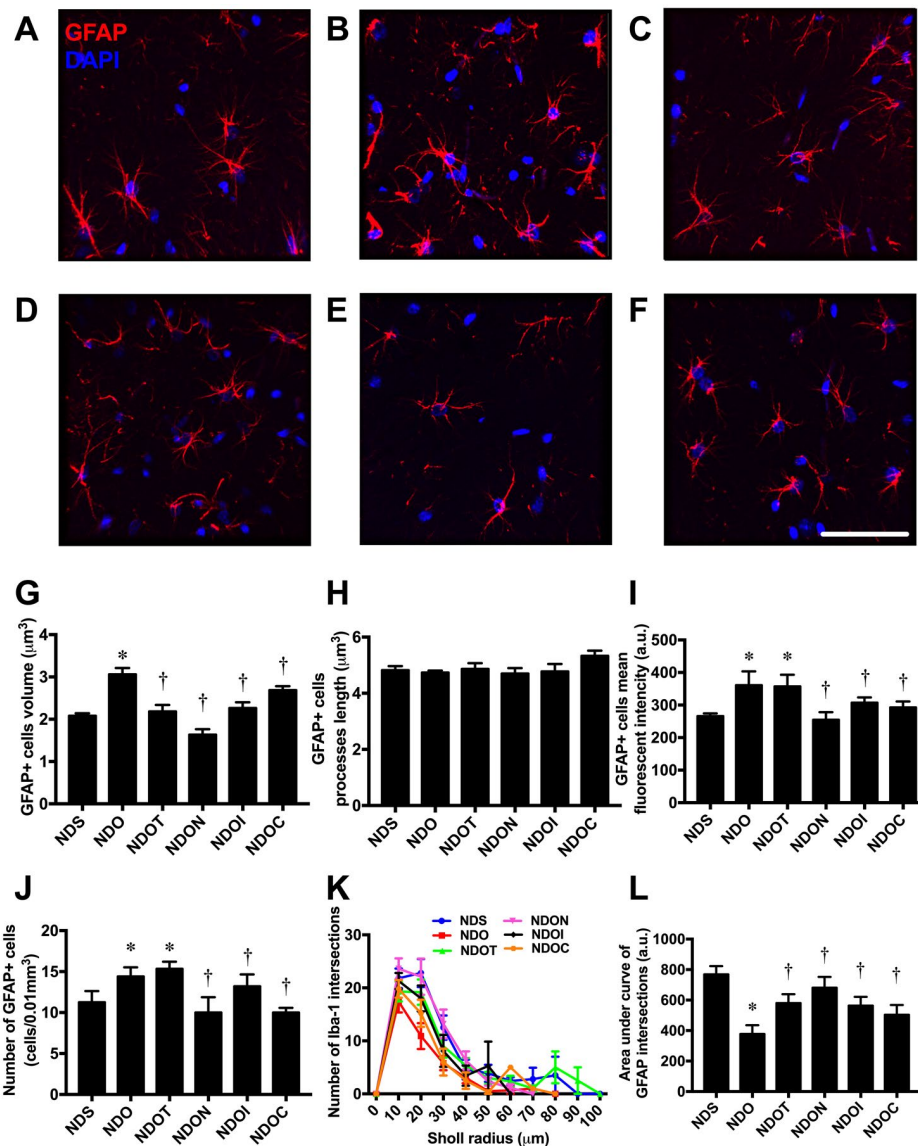 A
B
C
GFAP
DAPI
D
E
F
G
H
I
GFAP+ cells volume (μm³)
4
3
2
1
0
*
†
†
†
†
NDS
NDO
NDOT
NDON
NDOI
NDOC
GFAP+ cells
processes length (μm³)
6
4
2
0
NDS
NDO
NDOT
NDON
NDOI
NDOC
GFAP+ cells mean
fluorescent intencity (a.u.)
500
400
300
200
100
0
*
*
†
†
†
NDS
NDO
NDOT
NDON
NDOI
NDOC
J
K
L
Number of GFAP+ cells
(cells/0.01mm³)
20
15
10
5
0
*
*
†
†
†
NDS
NDO
NDOT
NDON
NDOI
NDOC
Number of Iba-1 intersections
30
20
10
0
NDS
NDO
NDOT
NDON
NDOI
NDOC
0
10
20
30
40
50
60
70
80
90
100
Sholl radius (μm)
Area under curve of
GFAP intersections (a.u.)
1000
800
600
400
200
0
*
†
†
†
†
NDS
NDO
NDOT
NDON
NDOI
NDOC